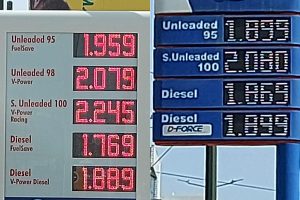 Unleaded 95
FuelSave
1.959
Unleaded 98
V-Power
2.079
S. Unleaded 100
V-Power
Racing
2.245
Diesel
FuelSave
1.769
Diesel
V-Power Diesel
1.889
Unleaded
95
1.899
S.Unleaded
100
2.080
Diesel
1.869
Diesel
D-FORCE
1.899